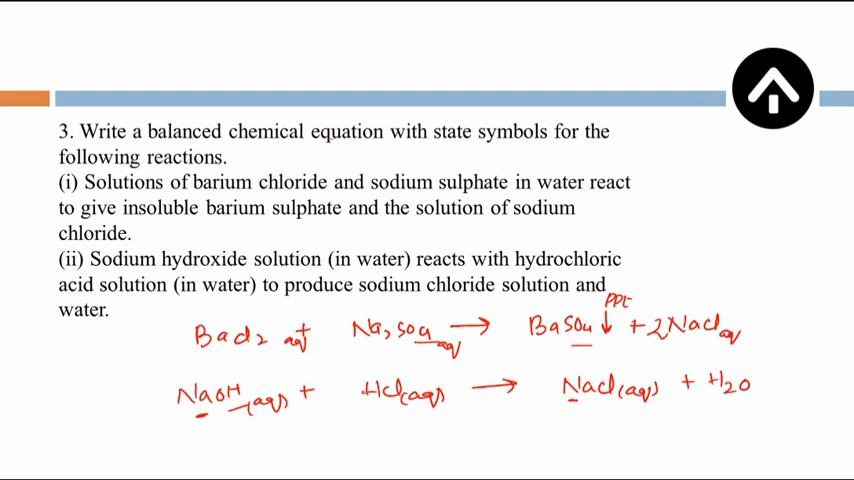 3. Write a balanced chemical equation with state symbols for the
following reactions.
(i) Solutions of barium chloride and sodium sulphate in water react
to give insoluble barium sulphate and the solution of sodium
chloride.
(ii) Sodium hydroxide solution (in water) reacts with hydrochloric
acid solution (in water) to produce sodium chloride solution and
water.
PPt
BaCl2 aq + Na2SO4 aq → BaSO4 ↓ + 2NaCl aq
NaOH (aq) + HCl (aq) → NaCl (aq) + H2O